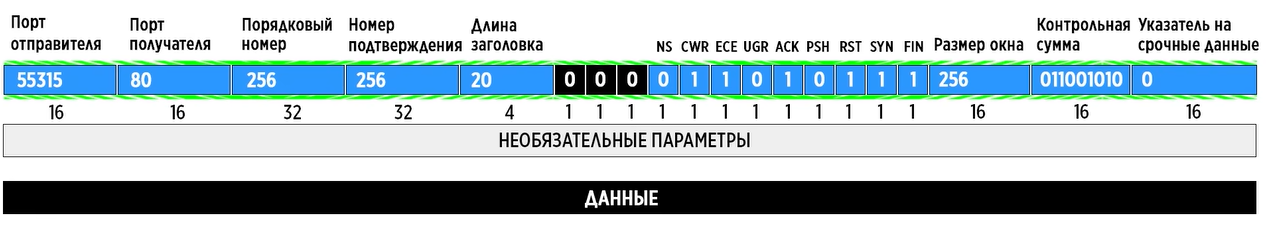 Порт отправителя
Порт получателя
Порядковый номер
Номер подтверждения
Длина заголовка
NS CWR ECE UGR ACK PSH RST SYN FIN
Размер окна
Контрольная сумма
Указатель на срочные данные
55315 80 256 256 20 0 0 0 0 1 1 0 1 0 1 1 1 256 011001010 0
16 16 32 32 4 1 1 1 1 1 1 1 1 1 1 1 1 16 16 16
НЕОБЯЗАТЕЛЬНЫЕ ПАРАМЕТРЫ
ДАННЫЕ